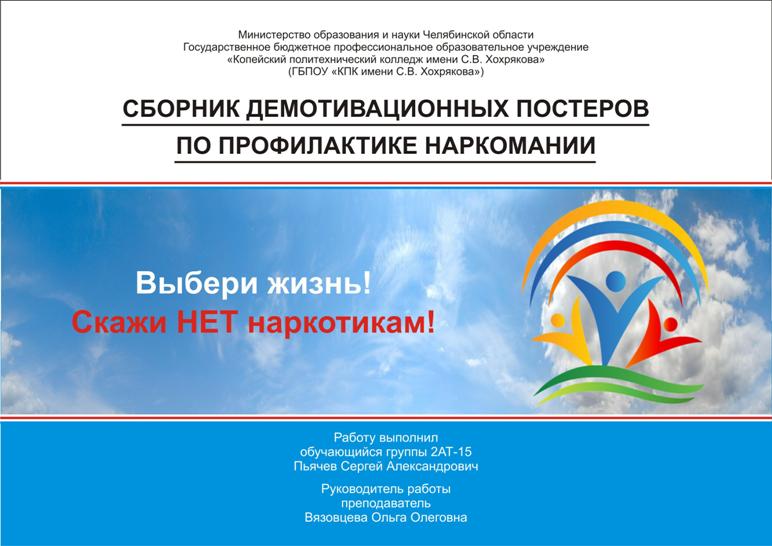 Министерство образования и науки Челябинской области
Государственное бюджетное профессиональное образовательное учреждение
«Копейский политехнический колледж имени С.В. Хохрякова»
(ГБПОУ «КПК имени С.В. Хохрякова»)
СБОРНИК ДЕМОТИВАЦИОННЫХ ПОСТЕРОВ
ПО ПРОФИЛАКТИКЕ НАРКОМАНИИ
Выбери жизнь!
Скажи НЕТ наркотикам!
Работу выполнил
обучающийся группы 2АТ-15
Пьячев Сергей Александрович
Руководитель работы
преподаватель
Вязовцева Ольга Олеговна